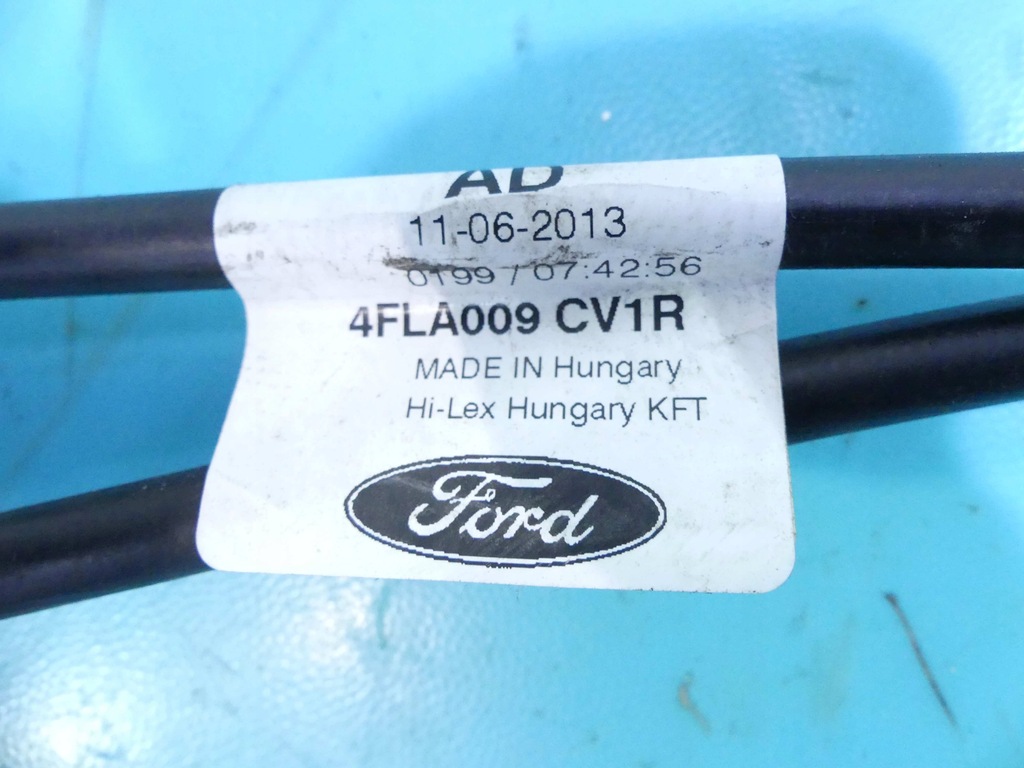 AD
11-06-2013
0199 / 07:42:56
4FLA009 CV1R
MADE IN Hungary
Hi-Lex Hungary KFT
Ford